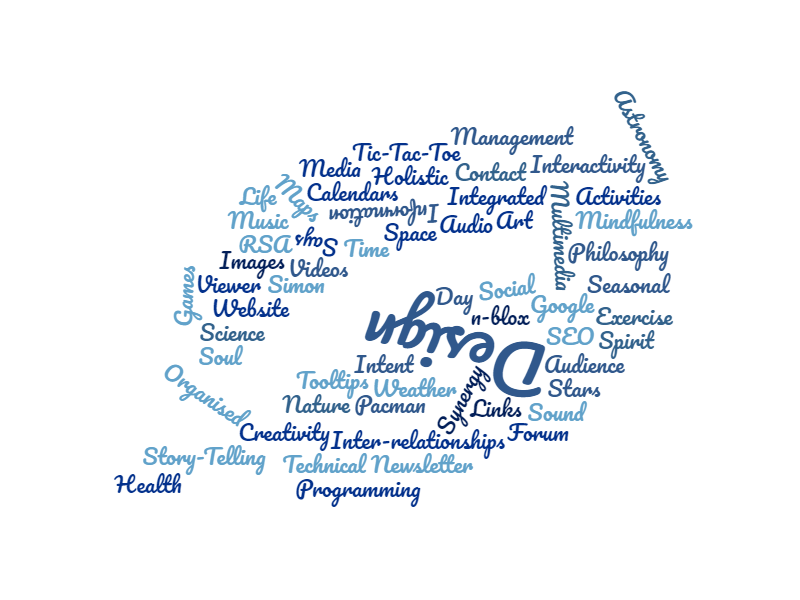 Astronomy
Management
Tic-Tac-Toe
Media
Holistic
Contact
Interactivity
Life
Maps
Calendars
Integrated
Multimedia
Activities
Music
Information
Space
Audio
Art
Mindfulness
RSA
Says
Time
Philosophy
Images
Videos
Games
Viewer
Simon
Day
Social
Seasonal
Website
Design
n-blox
Google
Exercise
Science
SEO
Spirit
Soul
Intent
Audience
Organised
Tooltips
Weather
Synergy
Stars
Nature
Pacman
Links
Sound
Creativity
Inter-relationships
Forum
Story-Telling
Technical
Newsletter
Health
Programming